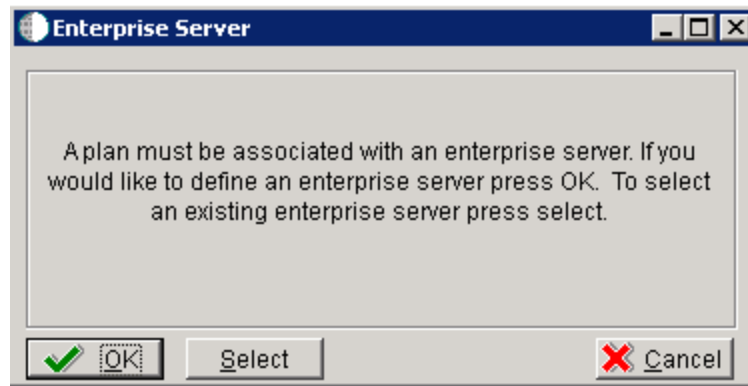 Enterprise Server
A plan must be associated with an enterprise server. If you
would like to define an enterprise server press OK. To select
an existing enterprise server press select.
OK Select Cancel